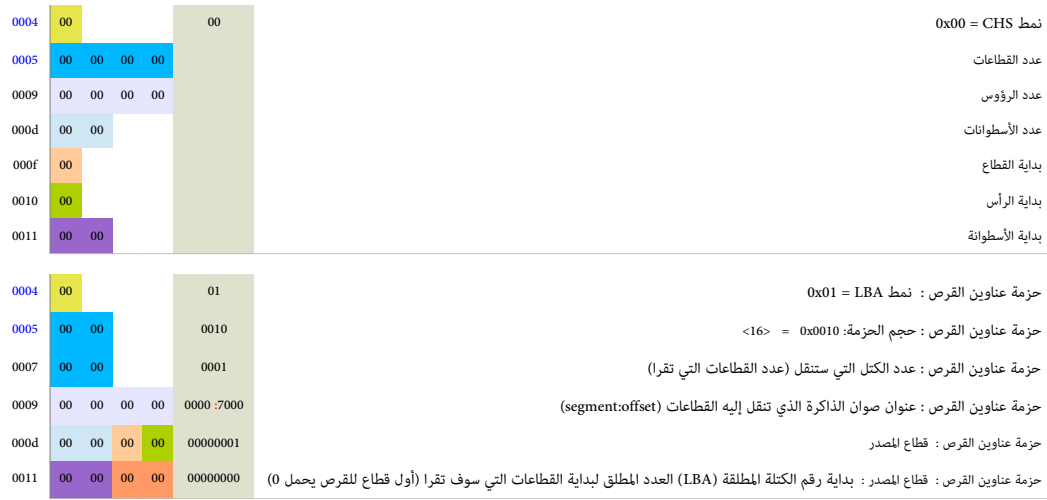 0004 00 00 نمط 0x00 = CHS
0005 00 00 00 00 عدد القطاعات
0009 00 00 00 00 عدد الرؤوس
000d 00 00 عدد الأسطوانات
000f 00 بداية القطاع
0010 00 بداية الرأس
0011 00 00 بداية الأسطوانة
0004 00 01 حزمة عناوين القرص : نمط 0x01 = LBA
0005 00 00 0010 حزمة عناوين القرص : حجم الحزمة: 0x0010 = <16>
0007 00 00 0001 حزمة عناوين القرص : عدد الكتل التي ستنقل (عدد القطاعات التي تقرا)
0009 00 00 00 00 0000 :7000 حزمة عناوين القرص : عنوان صوان الذاكرة الذي تنقل إليه القطاعات (segment:offset)
000d 00 00 00 00 00000001 حزمة عناوين القرص : قطاع المصدر
0011 00 00 00 00 00000000 حزمة عناوين القرص : قطاع المصدر : بداية رقم الكتلة المطلقة (LBA) العدد المطلق لبداية القطاعات التي سوف تقرا (أول قطاع للقرص يحمل 0)